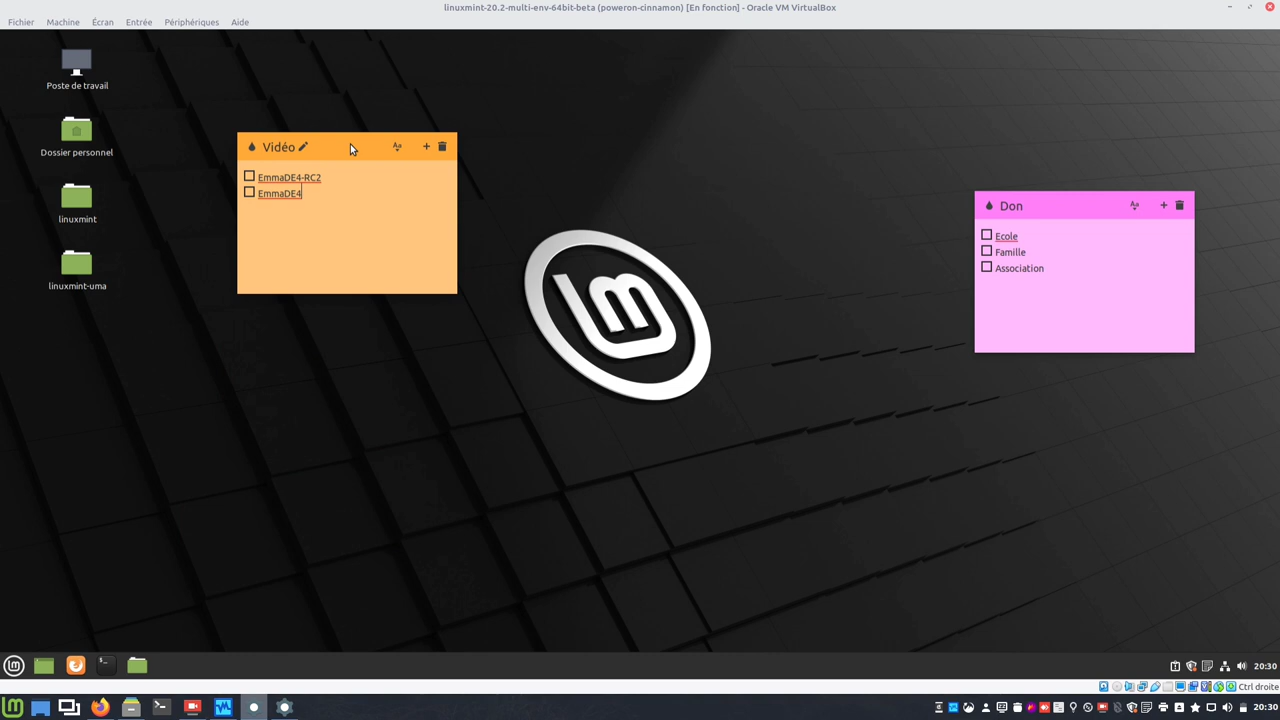 linuxmint-20.2-multi-env-64bit-beta (poweron-cinnamon) [En fonction] - Oracle VM VirtualBox
Fichier Machine Écran Entrée Périphériques Aide
Poste de travail
Dossier personnel
linuxmint
linuxmint-uma
Vidéo
EmmaDE4-RC2
EmmaDE4
Don
Ecole
Famille
Association
20:30
Ctrl droite
20:30